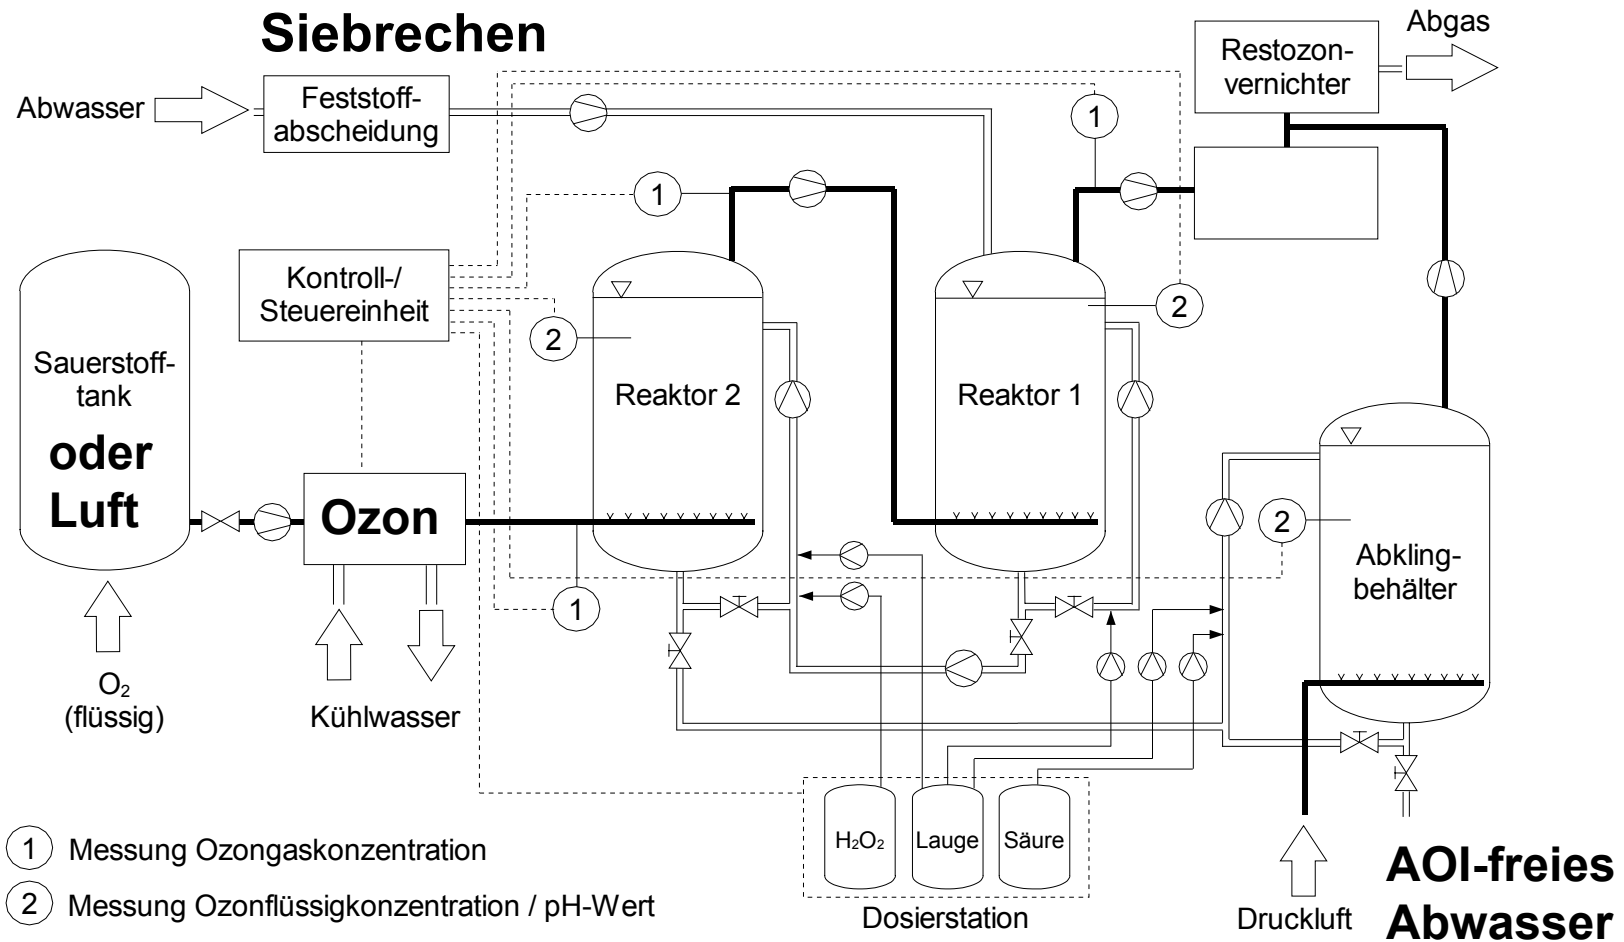 Siebrechen
Abwasser
Feststoff-
abscheidung
Restozon-
vernichter
Abgas
1
1
Kontroll-/
Steuereinheit
2
2
Sauerstoff-
tank
oder
Luft
Reaktor 2
Reaktor 1
Ozon
2
Abkling-
behälter
1
O2
(flüssig)
Kühlwasser
H2O2
Lauge
Säure
Dosierstation
Druckluft
AOI-freies
Abwasser
1 Messung Ozongaskonzentration
2 Messung Ozonflüssigkonzentration / pH-Wert